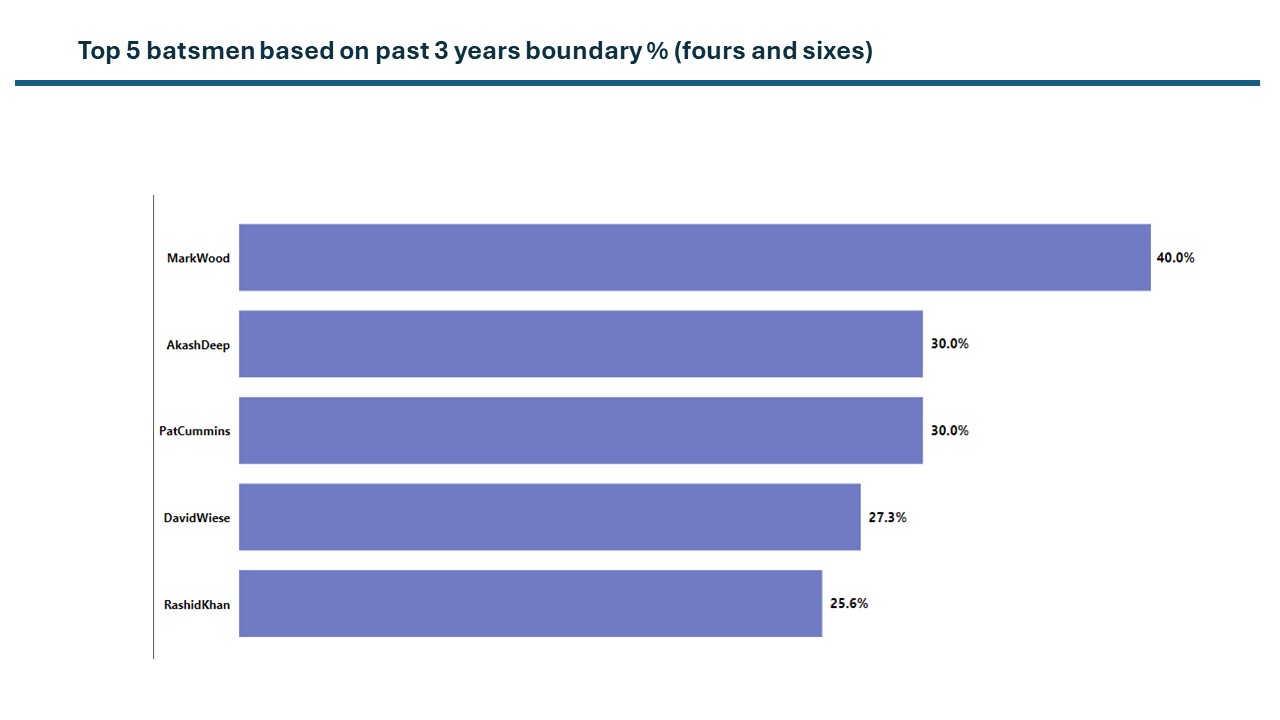 Top 5 batsmen based on past 3 years boundary % (fours and sixes)
MarkWood 40.0%
AkashDeep 30.0%
PatCummins 30.0%
DavidWiese 27.3%
RashidKhan 25.6%